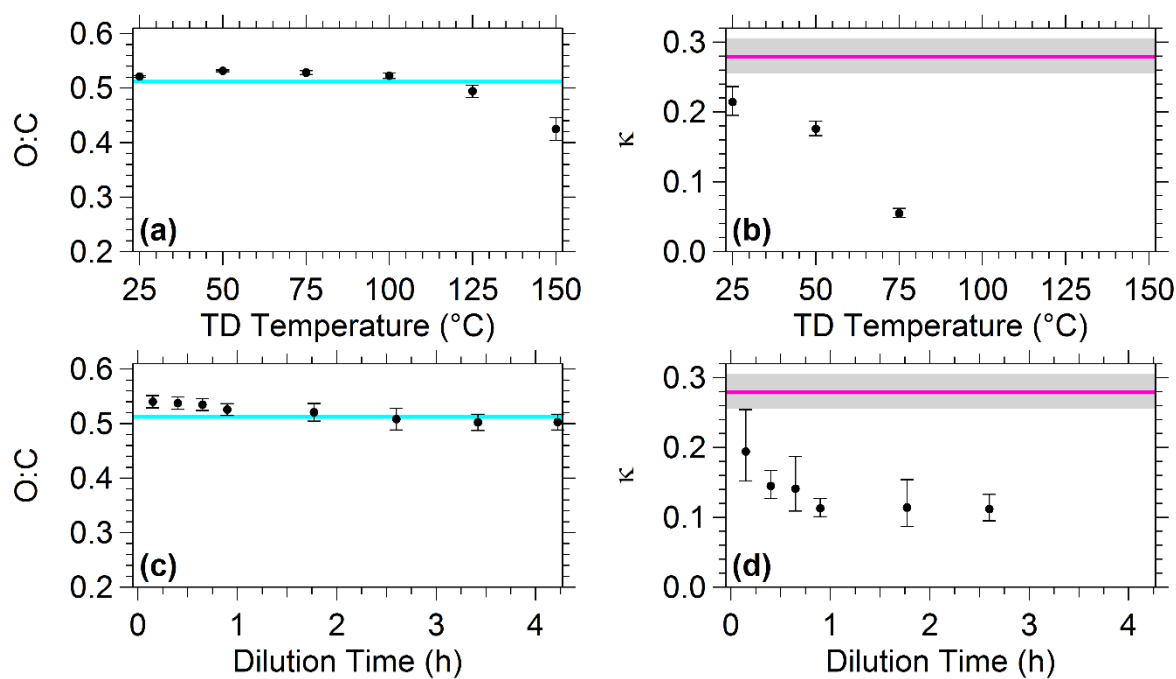 0.6
0.5
0.4
0.3
0.2
O:C
(a)
25 50 75 100 125 150
TD Temperature (°C)
0.3
0.2
0.1
0.0
κ
(b)
25 50 75 100 125 150
TD Temperature (°C)
0.6
0.5
0.4
0.3
0.2
O:C
(c)
0 1 2 3 4
Dilution Time (h)
0.3
0.2
0.1
0.0
κ
(d)
0 1 2 3 4
Dilution Time (h)